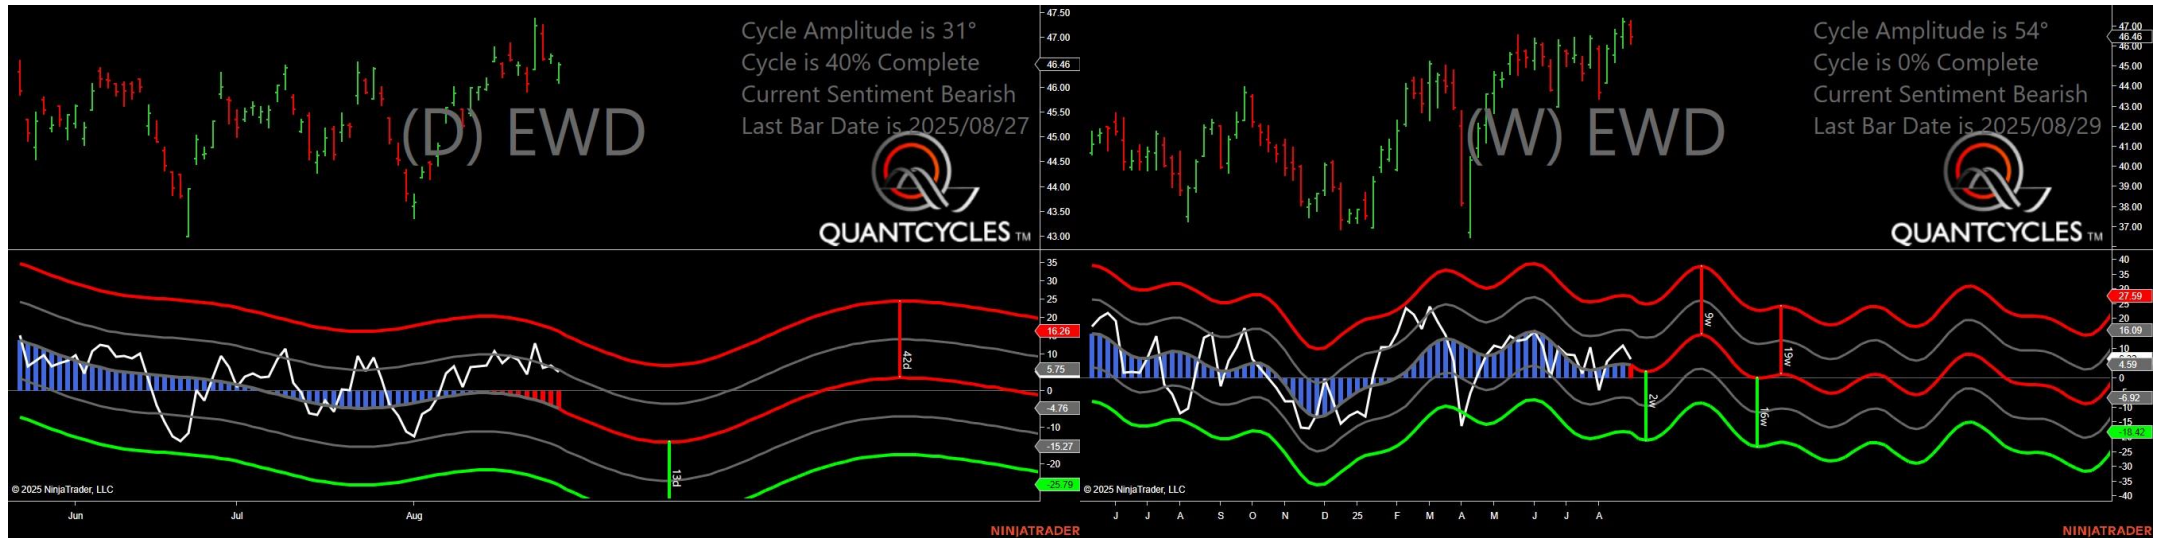 Cycle Amplitude is 31°
Cycle is 40% Complete
Current Sentiment Bearish
Last Bar Date is 2025/08/27
(D) EWD
QUANTCYCLES TM
47.50
47.00
46.46
46.00
45.50
45.00
44.50
44.00
43.50
43.00
35
30
25
20
16.26
10
5.75
0
-4.76
-10
-15.27
-20
-25.79
42d
13d
© 2025 NinjaTrader, LLC
Jun Jul Aug
NINJATRADER
Cycle Amplitude is 54°
Cycle is 0% Complete
Current Sentiment Bearish
Last Bar Date is 2025/08/29
(W) EWD
QUANTCYCLES TM
47.00
46.46
46.00
45.00
44.00
43.00
42.00
41.00
40.00
39.00
38.00
37.00
40
35
30
27.59
20
16.09
10
4.59
0
-6.92
-10
-15
-18.42
-25
-30
-35
-40
9w
19w
2w
16w
© 2025 NinjaTrader, LLC
J J A S O N D 25 F M A M J J A
NINJATRADER